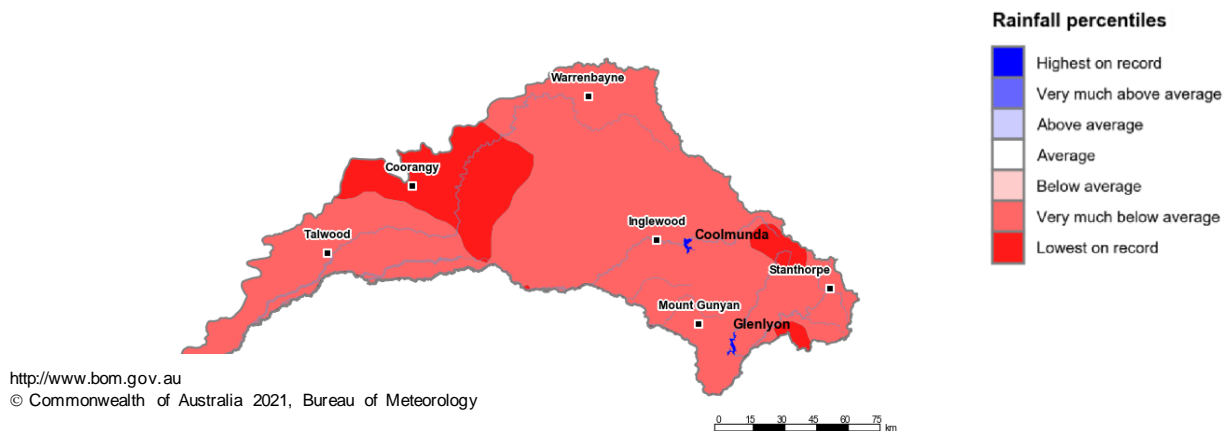 Rainfall percentiles
Highest on record
Very much above average
Above average
Average
Below average
Very much below average
Lowest on record
Warrenbayne
Coorangy
Inglewood
Coolmunda
Talwood
Stanthorpe
Mount Gunyan
Glenlyon
http://www.bom.gov.au
© Commonwealth of Australia 2021, Bureau of Meteorology
0 15 30 45 60 75
km